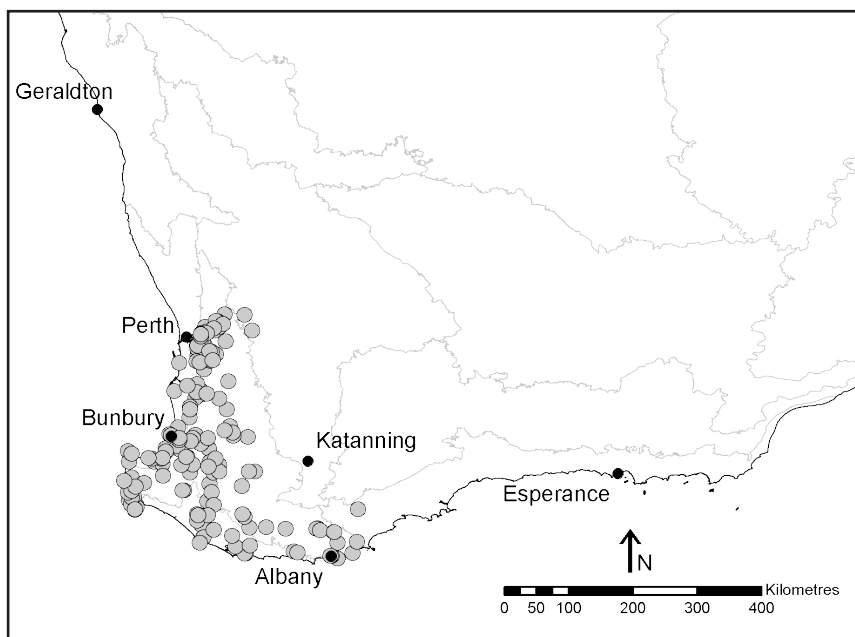 Geraldton
Perth
Bunbury
Katanning
Esperance
Albany
N
Kilometres
0 50 100 200 300 400